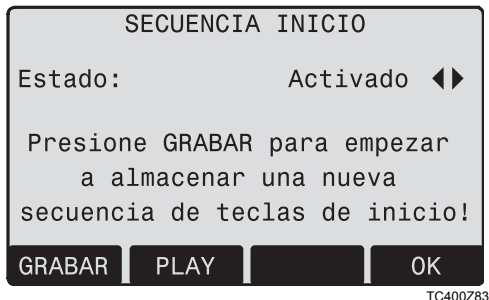 SECUENCIA INICIO
Estado: Activado
Presione GRABAR para empezar
a almacenar una nueva
secuencia de teclas de inicio!
GRABAR PLAY OK
TC400Z83